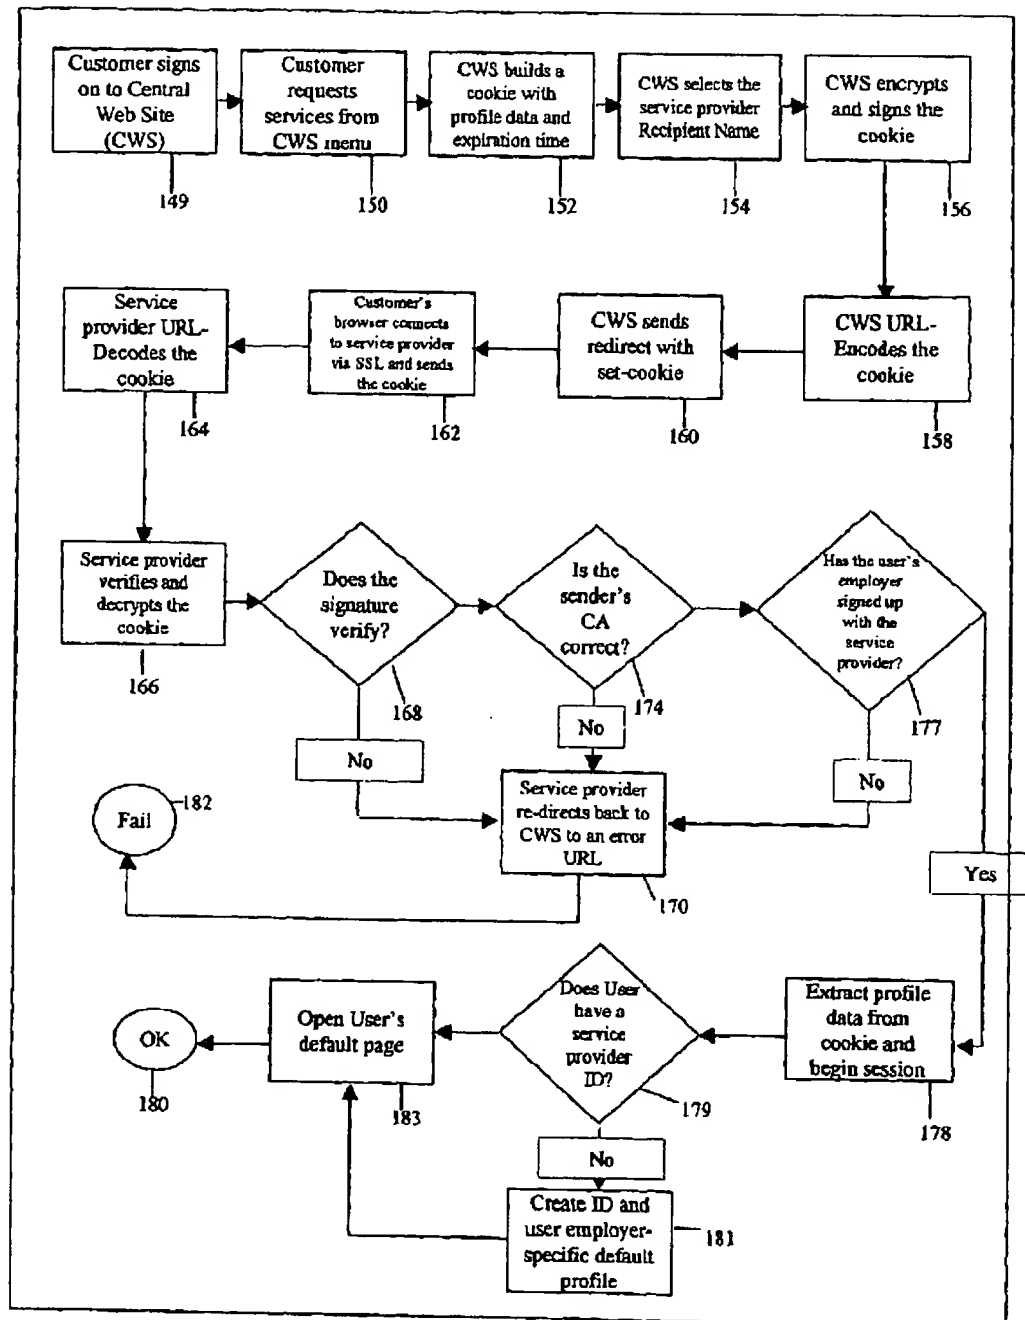 Customer signs
on to Central
Web Site
(CWS)
149
Customer
requests
services from
CWS menu
150
CWS builds a
cookie with
profile data and
expiration time
152
CWS selects the
service provider
Recipient Name
154
CWS encrypts
and signs the
cookie
156
CWS URL-
Encodes the
cookie
158
CWS sends
redirect with
set-cookie
160
Customer's
browser connects
to service provider
via SSL and sends
the cookie
162
Service
provider URL-
Decodes the
cookie
164
Service provider
verifies and
decrypts the
cookie
166
Does the
signature
verify?
168
No
Is the
sender's
CA
correct?
174
No
Has the user's
employer
signed up
with the
service
provider?
177
No
Yes
Service provider
re-directs back to
CWS to an error
URL
170
Fail
182
Extract profile
data from
cookie and
begin session
178
Does User
have a
service
provider
ID?
179
No
Create ID and
user employer-
specific default
profile
181
Open User's
default page
183
OK
180